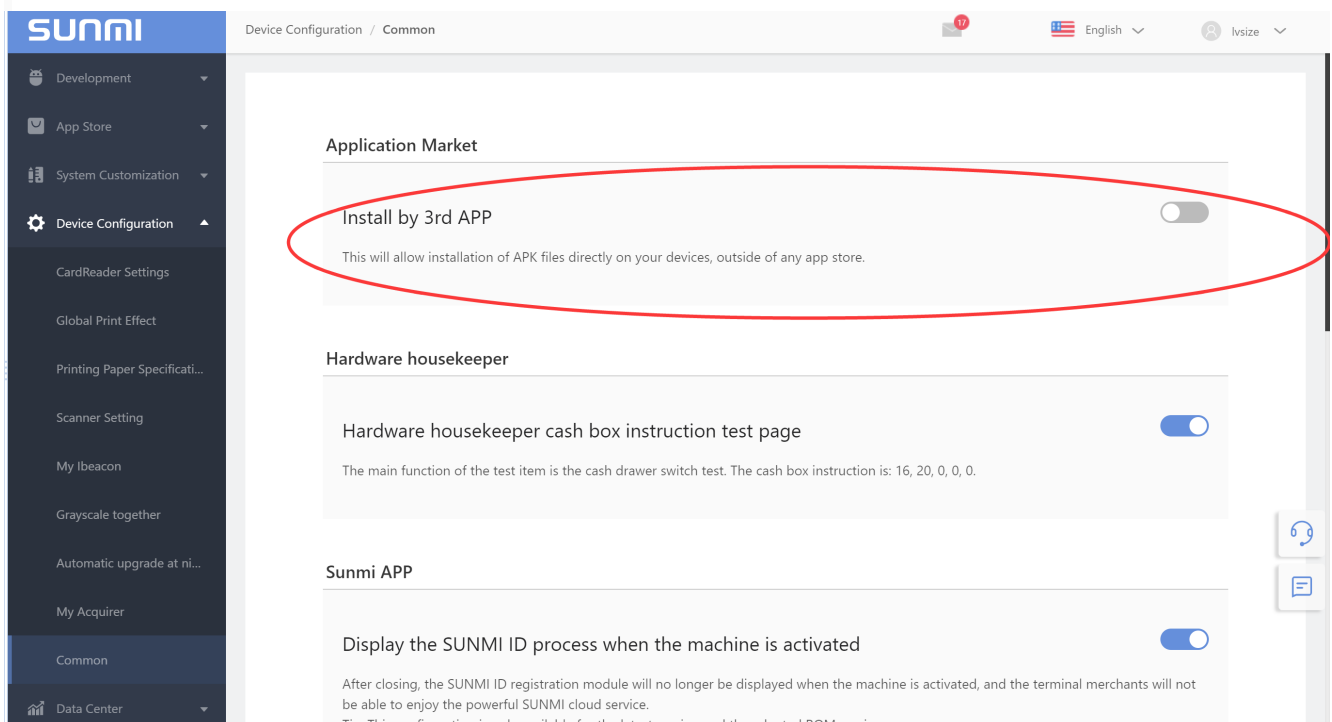 SUNMI
Device Configuration / Common
17
English
lvsize
Development
App Store
System Customization
Device Configuration
CardReader Settings
Global Print Effect
Printing Paper Specificati...
Scanner Setting
My Ibeacon
Grayscale together
Automatic upgrade at ni...
My Acquirer
Common
Data Center
Application Market
Install by 3rd APP
This will allow installation of APK files directly on your devices, outside of any app store.
Hardware housekeeper
Hardware housekeeper cash box instruction test page
The main function of the test item is the cash drawer switch test. The cash box instruction is: 16, 20, 0, 0, 0.
Sunmi APP
Display the SUNMI ID process when the machine is activated
After closing, the SUNMI ID registration module will no longer be displayed when the machine is activated, and the terminal merchants will not
be able to enjoy the powerful SUNMI cloud service.